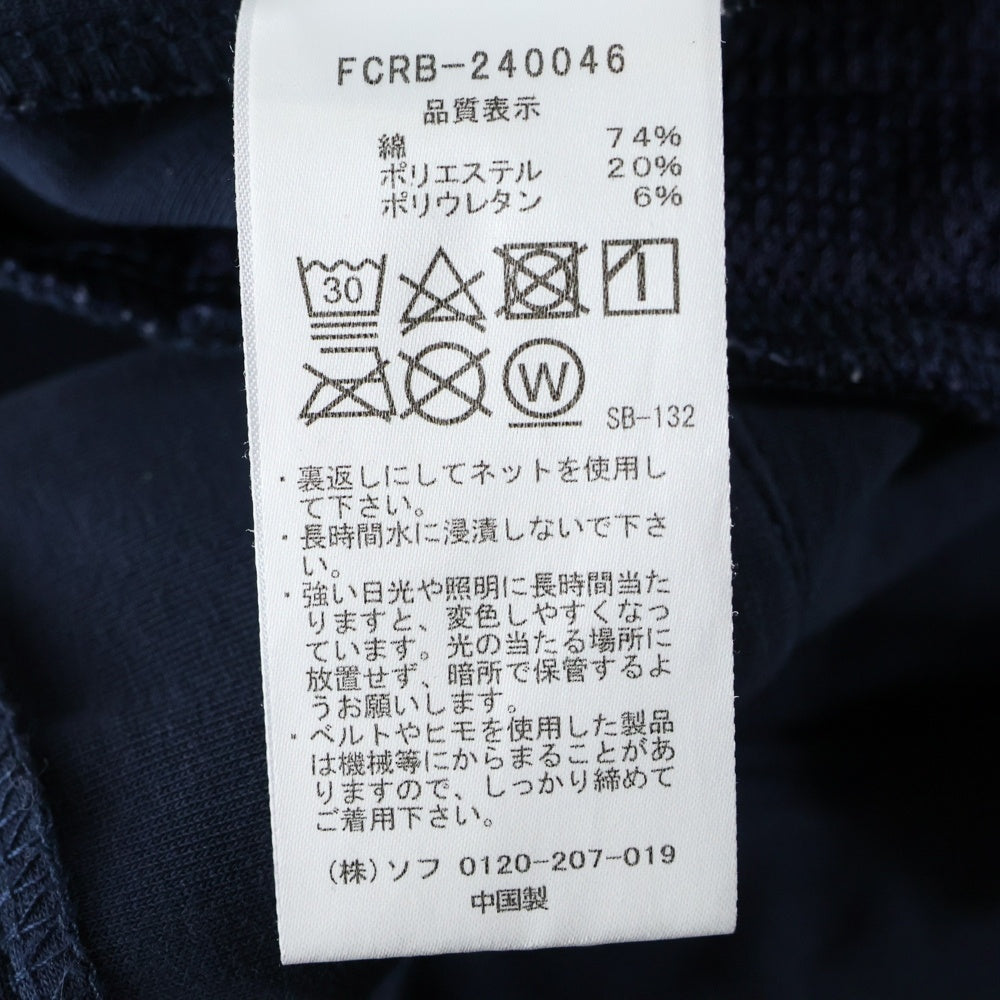 FCRB-240046
品質表示
綿 74%
ポリエステル 20%
ポリウレタン 6%
30
W
SB-132
・裏返しにしてネットを使用し
て下さい。
・長時間水に浸漬しないで下さ
い。
・強い日光や照明に長時間当た
りますと、変色しやすくなっ
ています。光の当たる場所に
放置せず、暗所で保管するよ
うお願いします。
・ベルトやヒモを使用した製品
は機械等にからまることがあ
りますので、しっかり締めて
ご着用下さい。
(株)ソフ 0120-207-019
中国製